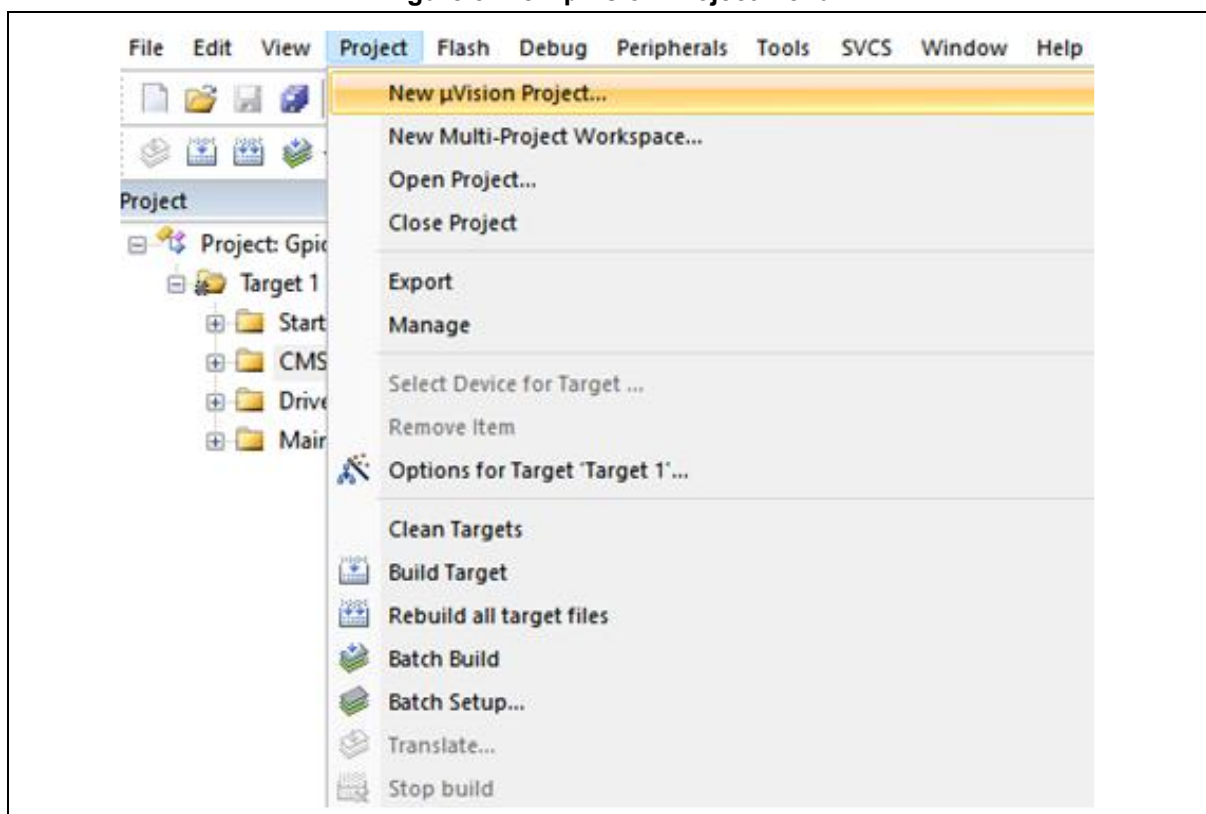 File Edit View Project Flash Debug Peripherals Tools SVCS Window Help
New µVision Project...
New Multi-Project Workspace...
Open Project...
Close Project
Export
Manage
Select Device for Target ...
Remove Item
Options for Target 'Target 1'...
Clean Targets
Build Target
Rebuild all target files
Batch Build
Batch Setup...
Translate...
Stop build
Project
Project: Gpio
Target 1
Start
CMS
Drive
Main